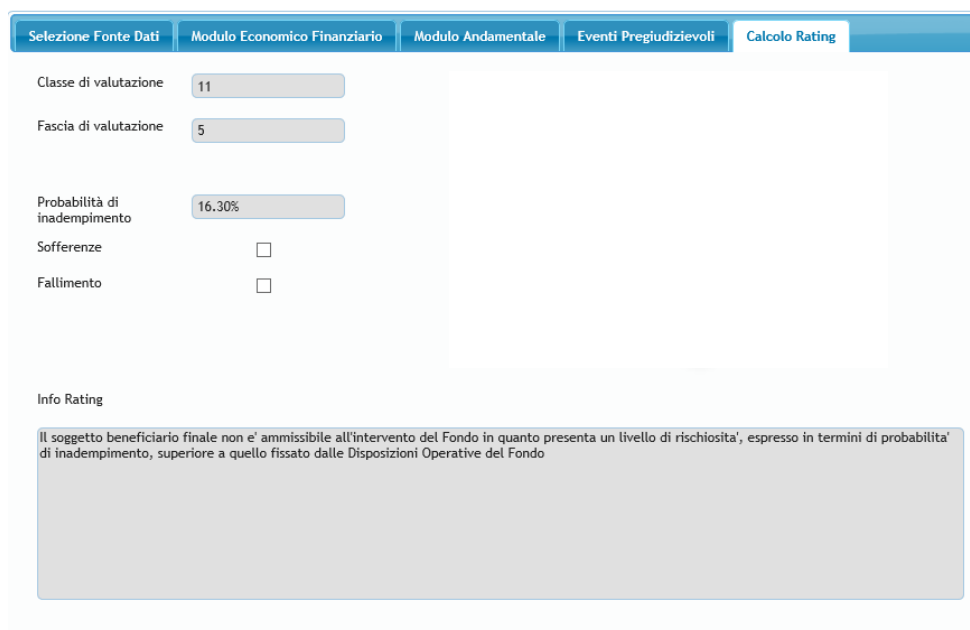 Selezione Fonte Dati Modulo Economico Finanziario Modulo Andamentale Eventi Pregiudizievoli Calcolo Rating
Classe di valutazione 11
Fascia di valutazione 5
Probabilità di
inadempimento 16.30%
Sofferenze
Fallimento
Info Rating
Il soggetto beneficiario finale non e' ammissibile all'intervento del Fondo in quanto presenta un livello di rischiosita', espresso in termini di probabilita'
di inadempimento, superiore a quello fissato dalle Disposizioni Operative del Fondo